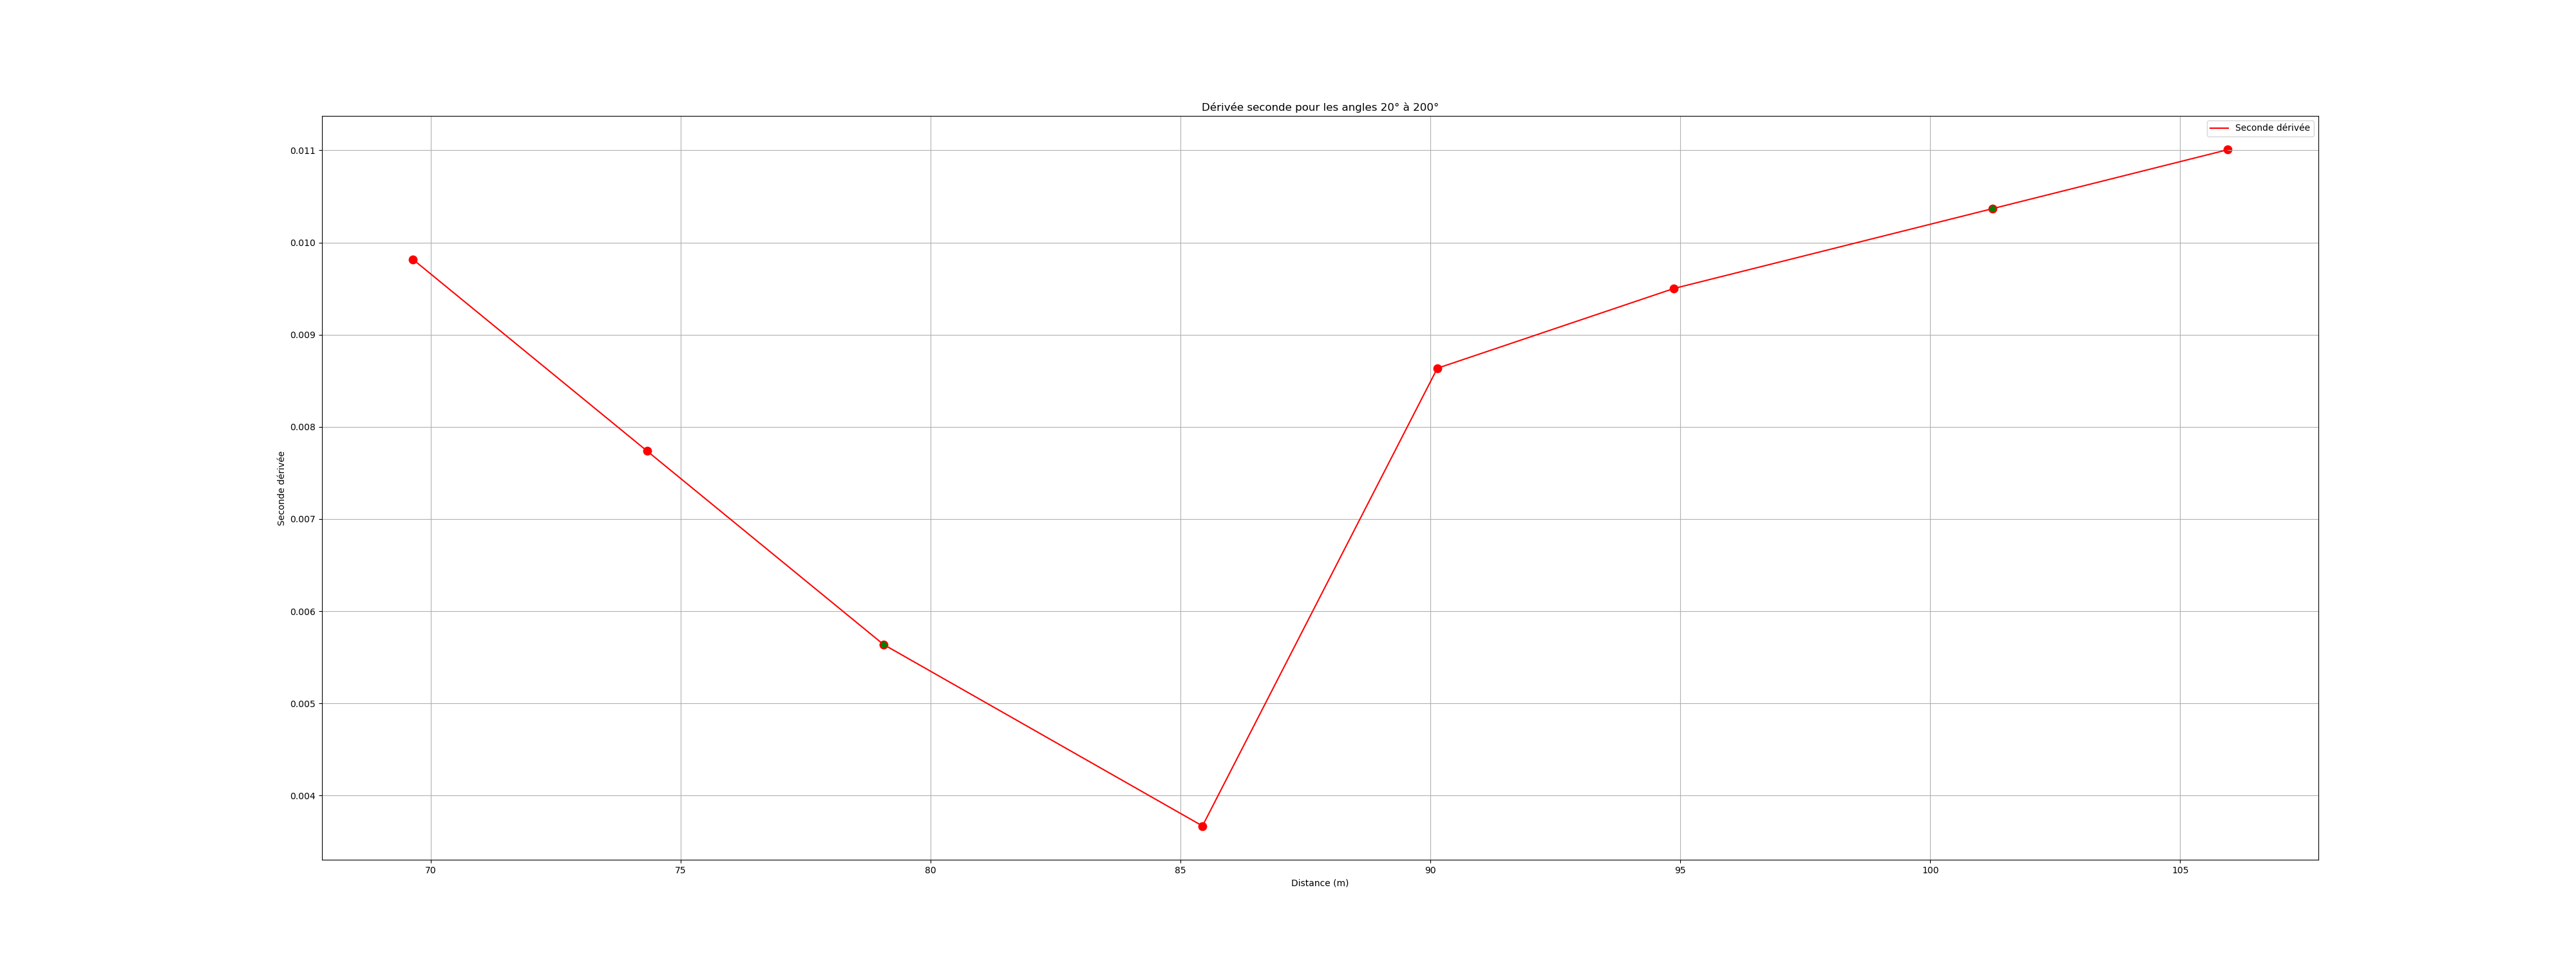 Dérivée seconde pour les angles 20° à 200°
Seconde dérivée
0.011
0.010
0.009
0.008
0.007
0.006
0.005
0.004
Seconde dérivée
70 75 80 85 90 95 100 105
Distance (m)